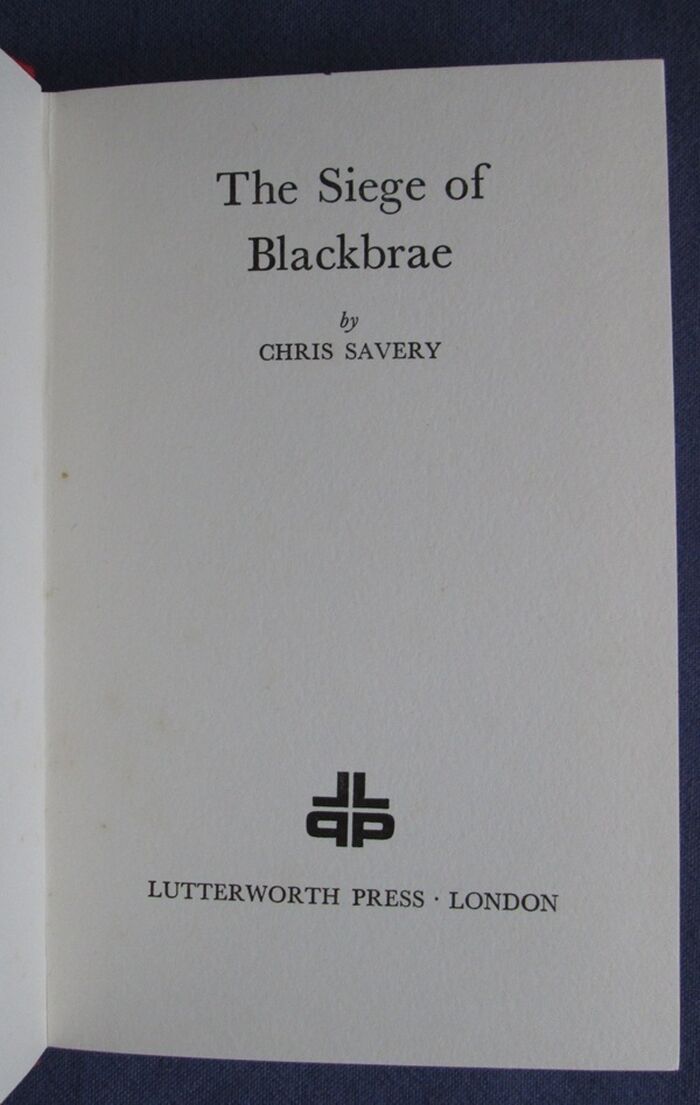 The Siege of
Blackbrae
by
CHRIS SAVERY
LUTTERWORTH PRESS · LONDON